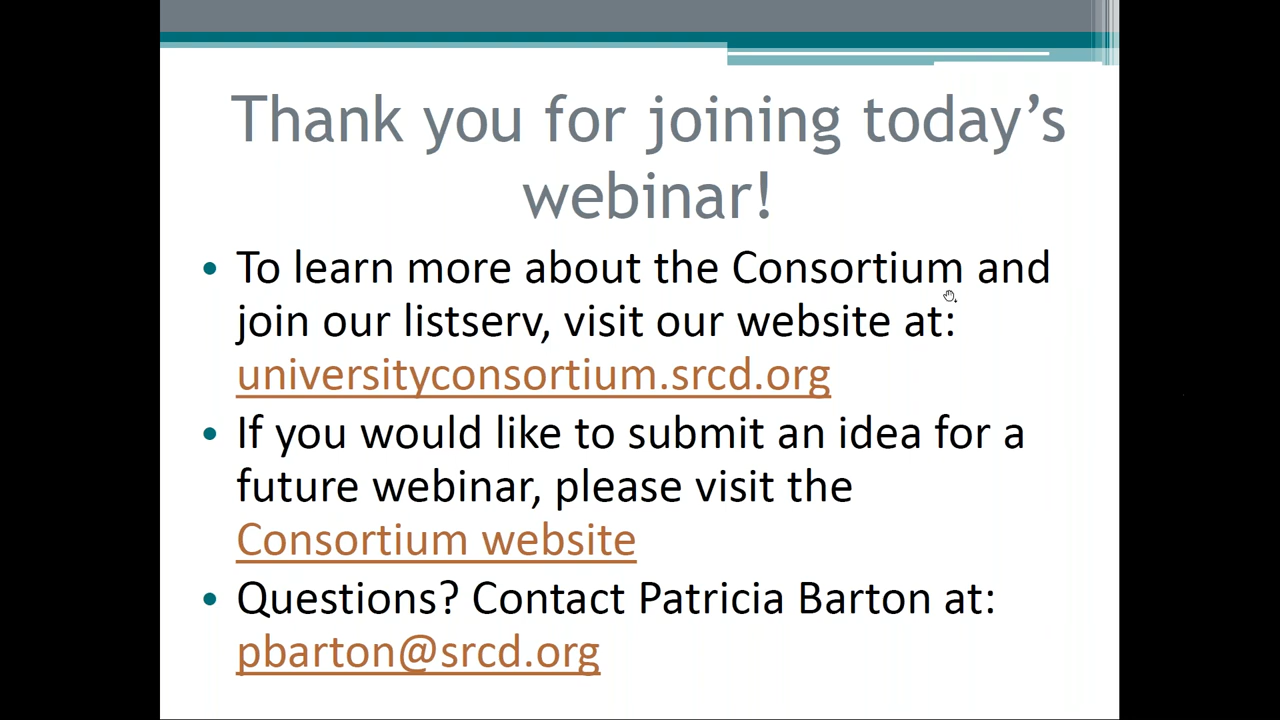 Thank you for joining today’s
webinar!
• To learn more about the Consortium and
join our listserv, visit our website at:
universityconsortium.srcd.org
• If you would like to submit an idea for a
future webinar, please visit the
Consortium website
• Questions? Contact Patricia Barton at:
pbarton@srcd.org